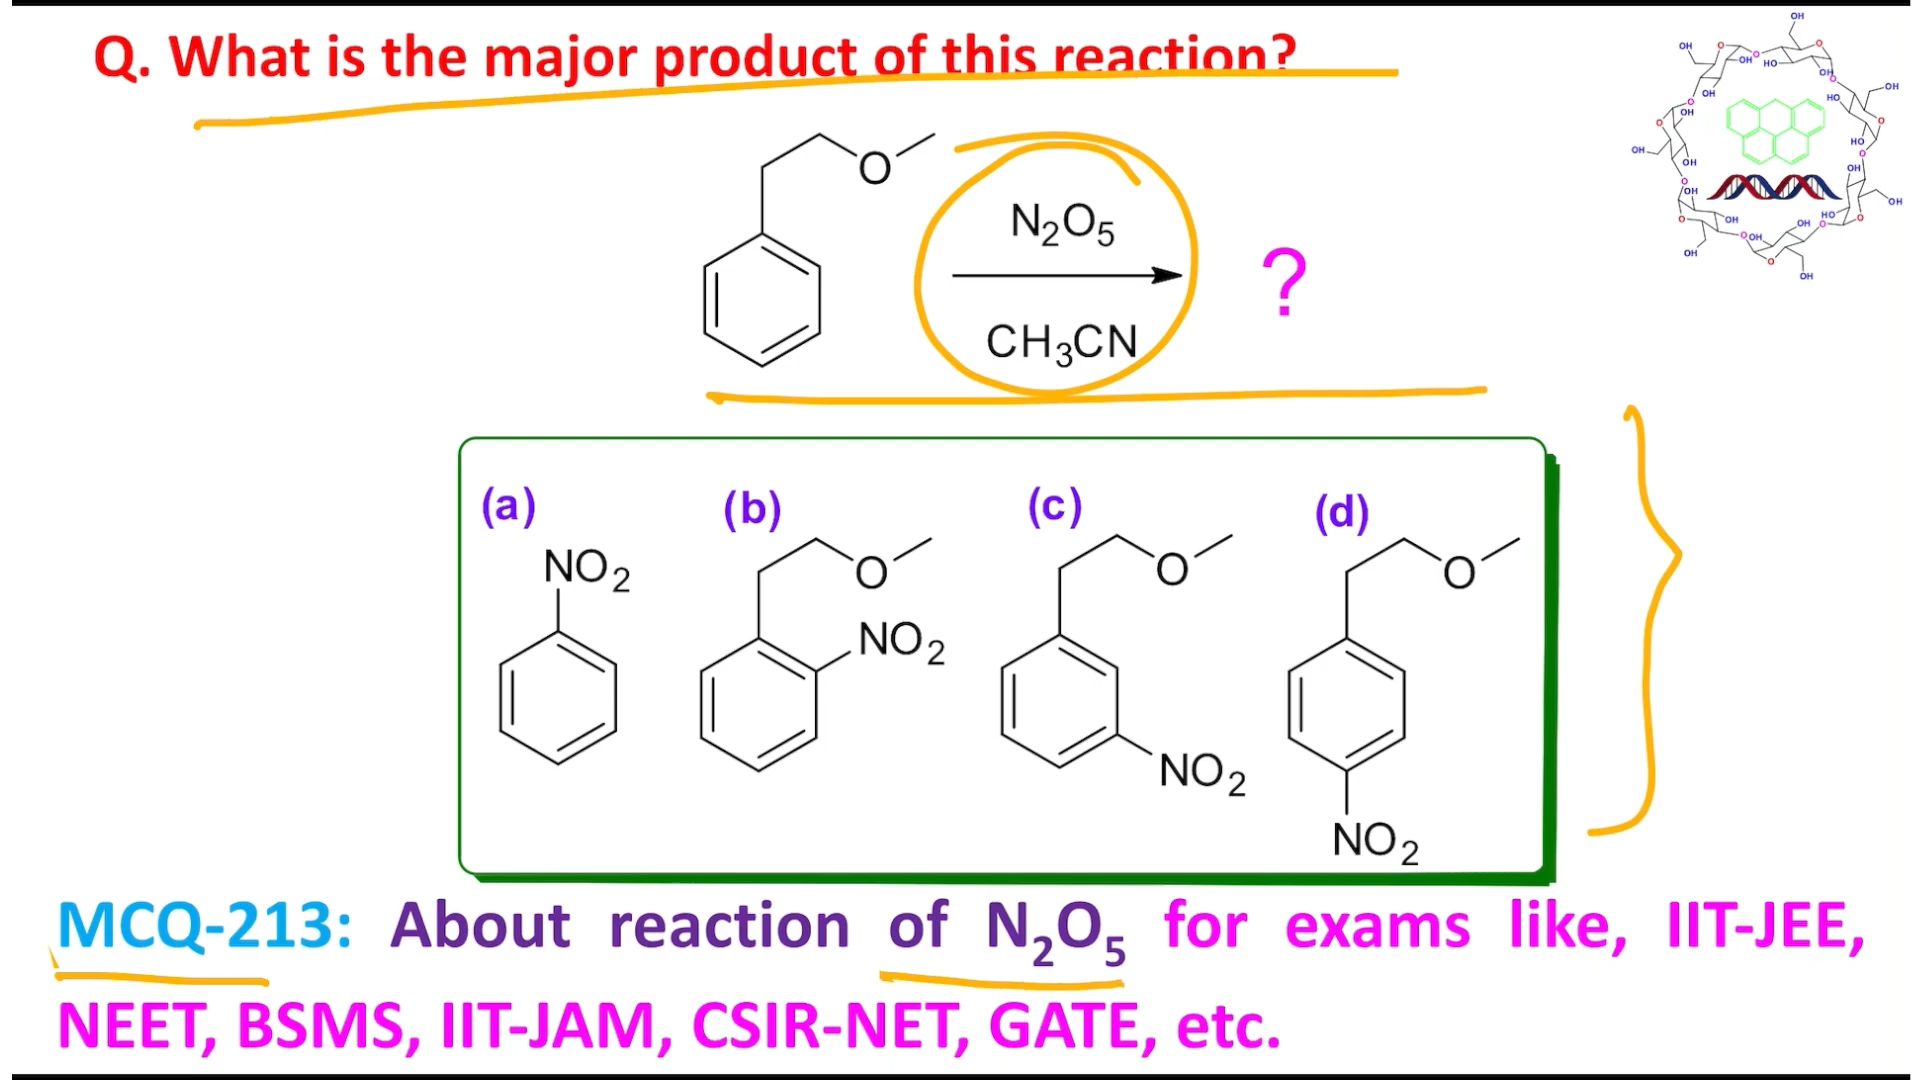 Q. What is the major product of this reaction?
O
N2O5
?
CH3CN
(a) (b) (c) (d)
NO2 O O O
NO2
NO2
NO2
MCQ-213: About reaction of N2O5 for exams like, IIT-JEE,
NEET, BSMS, IIT-JAM, CSIR-NET, GATE, etc.